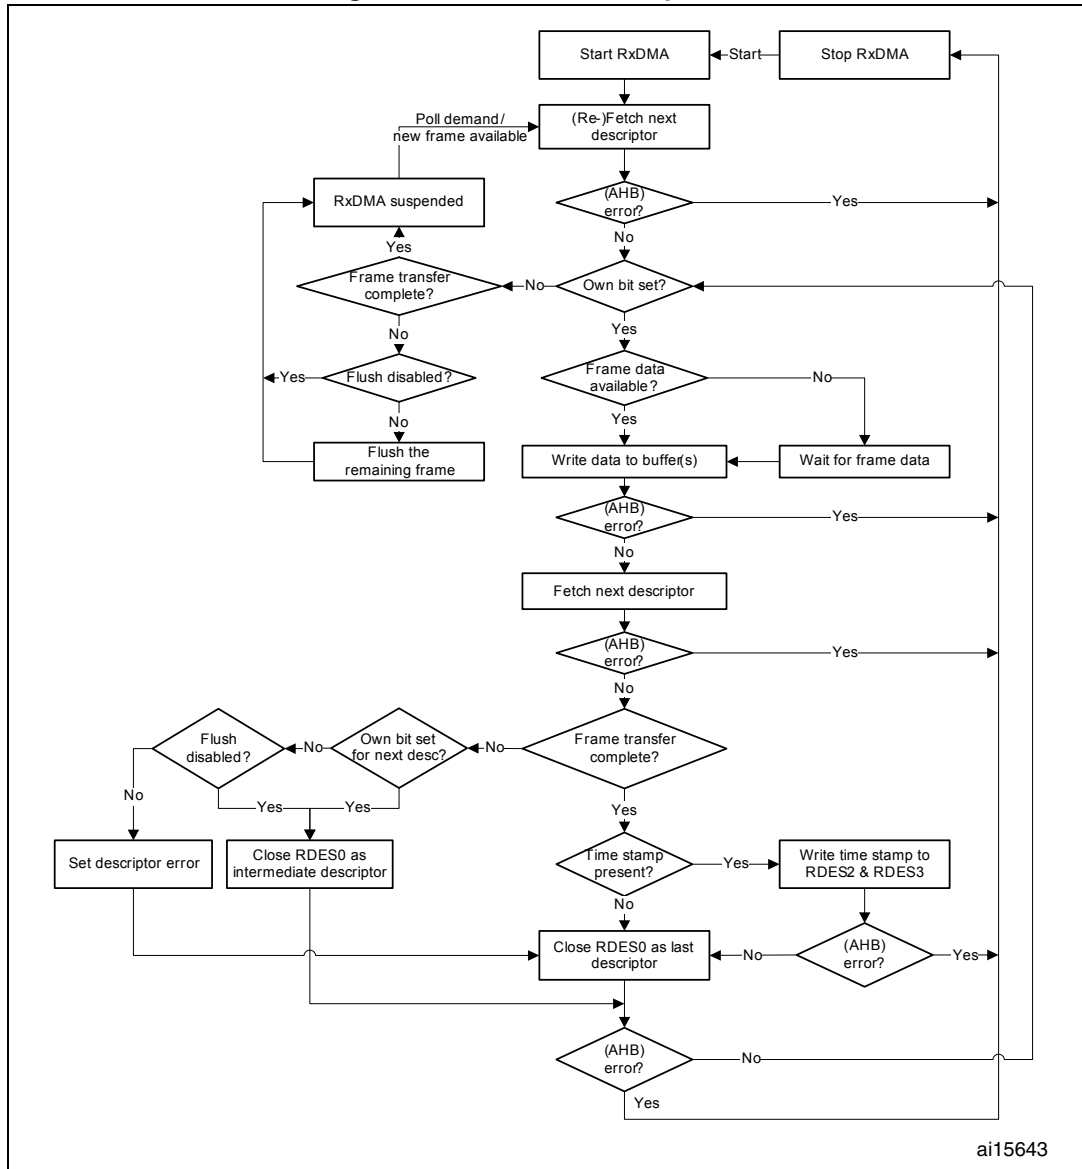 Start RxDMA
Start
Stop RxDMA
Poll demand/
new frame available
(Re-)Fetch next
descriptor
RxDMA suspended
(AHB)
error?
Yes
No
Yes
Frame transfer
complete?
No
Own bit set?
No
Yes
Yes
Flush disabled?
Frame data
available?
No
No
Yes
Flush the
remaining frame
Write data to buffer(s)
Wait for frame data
(AHB)
error?
Yes
No
Fetch next descriptor
(AHB)
error?
Yes
No
Flush
disabled?
No
Own bit set
for next desc?
No
Frame transfer
complete?
No
Yes
Yes
Yes
Set descriptor error
Close RDES0 as
intermediate descriptor
Time stamp
present?
Yes
Write time stamp to
RDES2 & RDES3
No
Close RDES0 as last
descriptor
No
(AHB)
error?
Yes
(AHB)
error?
No
Yes
ai15643